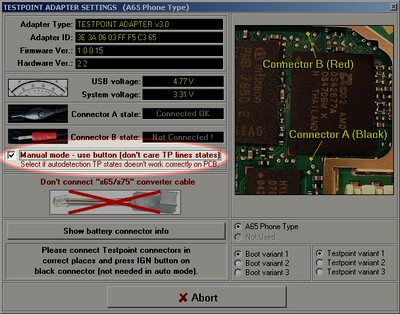 TESTPOINT ADAPTER SETTINGS (A65 Phone Type)
Adapter Type: TESTPOINT ADAPTER v3.0
Adapter ID: 3E 3A 06 03 FF F5 C3 65
Firmware Ver.: 1.0.0.15
Hardware Ver.: 2.2
USB voltage: 4.77 V
System voltage: 3.31 V
Connector A state: Connected OK
Connector B state: Not Connected !
Manual mode - use button (don't care TP lines states)
Select if autodetection TP states doesn't work correctly on PCB.
Don't connect "x65/x75" converter cable
Show battery connector info
Please connect Testpoint connectors in
correct places and press IGN button on
black connector (not needed in auto mode).
Connector B (Red)
Connector A (Black)
A65 Phone Type
Not Used
Boot variant 1
Boot variant 2
Boot variant 3
Testpoint variant 1
Testpoint variant 2
Testpoint variant 3
Abort